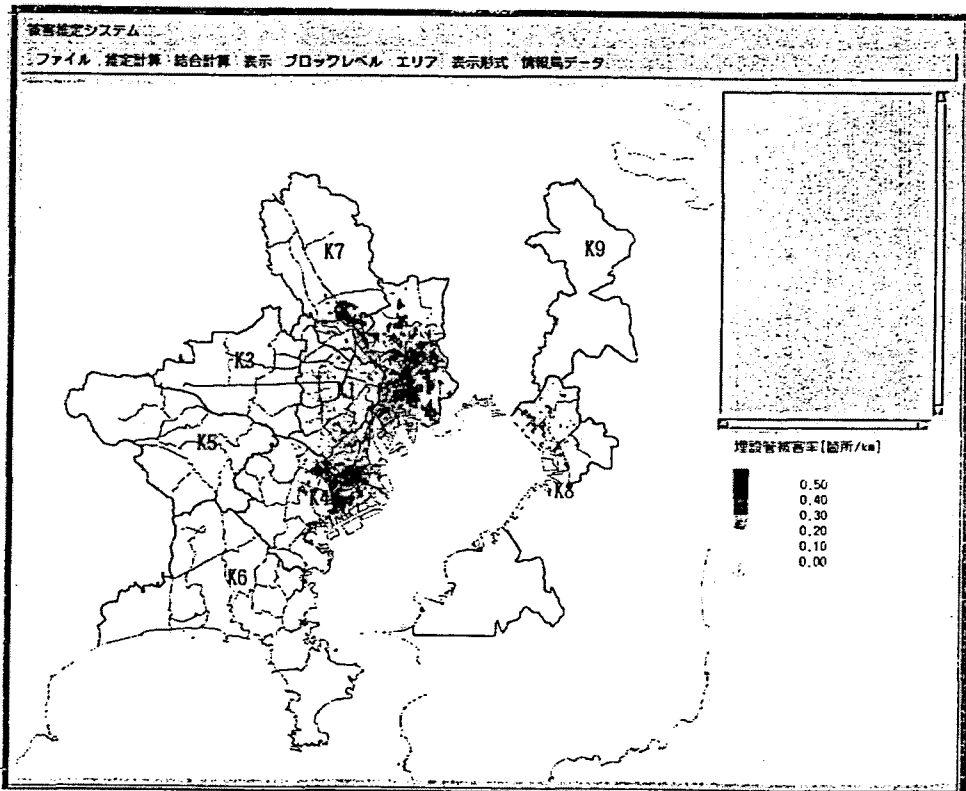 被害推定システム
ファイル 推定計算 結合計算 表示 ブロックレベル エリア 表示形式 情報局データ
K7
K9
K3
K5
K4
K8
K6
埋設管被害率[箇所/km]
0.50
0.40
0.30
0.20
0.10
0.00